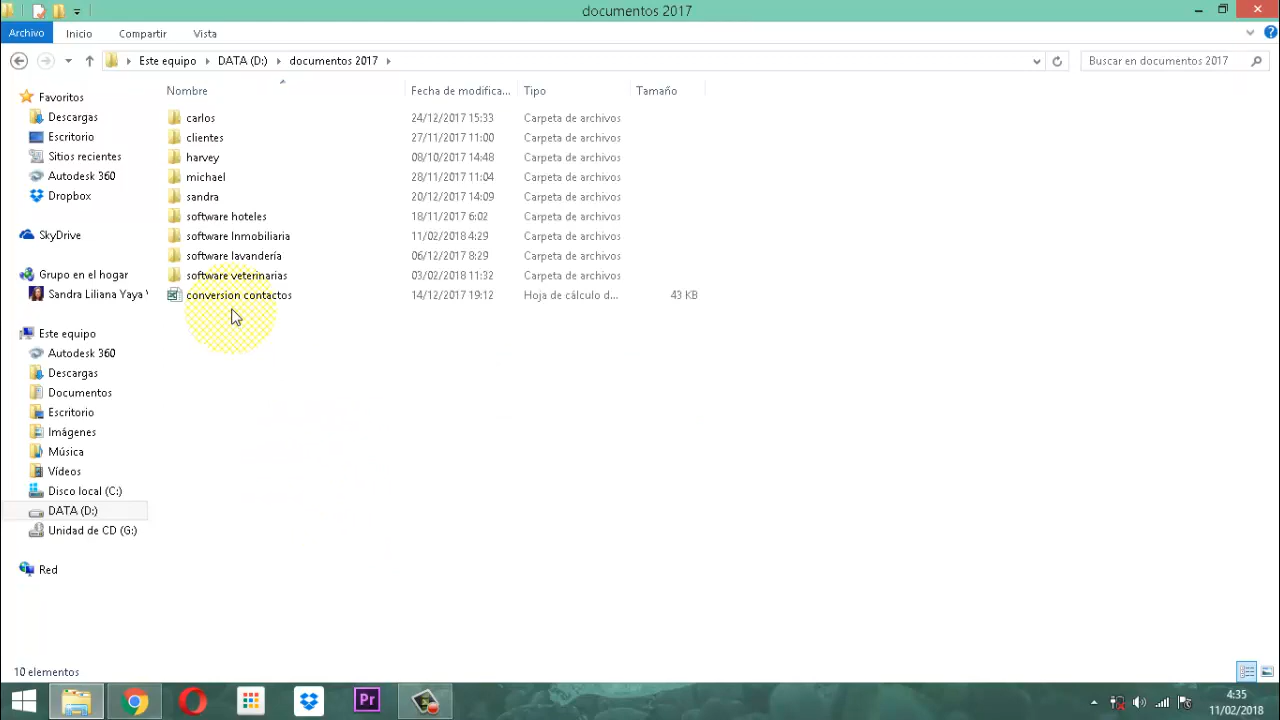 documentos 2017
Archivo Inicio Compartir Vista
Este equipo DATA (D:) documentos 2017 Buscar en documentos 2017
Nombre Fecha de modifica... Tipo Tamaño
carlos 24/12/2017 15:33 Carpeta de archivos
clientes 27/11/2017 11:00 Carpeta de archivos
harvey 08/10/2017 14:48 Carpeta de archivos
michael 28/11/2017 11:04 Carpeta de archivos
sandra 20/12/2017 14:09 Carpeta de archivos
software hoteles 18/11/2017 6:02 Carpeta de archivos
software Inmobiliaria 11/02/2018 4:29 Carpeta de archivos
software lavandería 06/12/2017 8:29 Carpeta de archivos
software veterinarias 03/02/2018 11:32 Carpeta de archivos
conversion contactos 14/12/2017 19:12 Hoja de cálculo d... 43 KB
Favoritos
Descargas
Escritorio
Sitios recientes
Autodesk 360
Dropbox
SkyDrive
Grupo en el hogar
Sandra Liliana Yaya
Este equipo
Autodesk 360
Descargas
Documentos
Escritorio
Imágenes
Música
Vídeos
Disco local (C:)
DATA (D:)
Unidad de CD (G:)
Red
10 elementos
Pr
4:35
11/02/2018